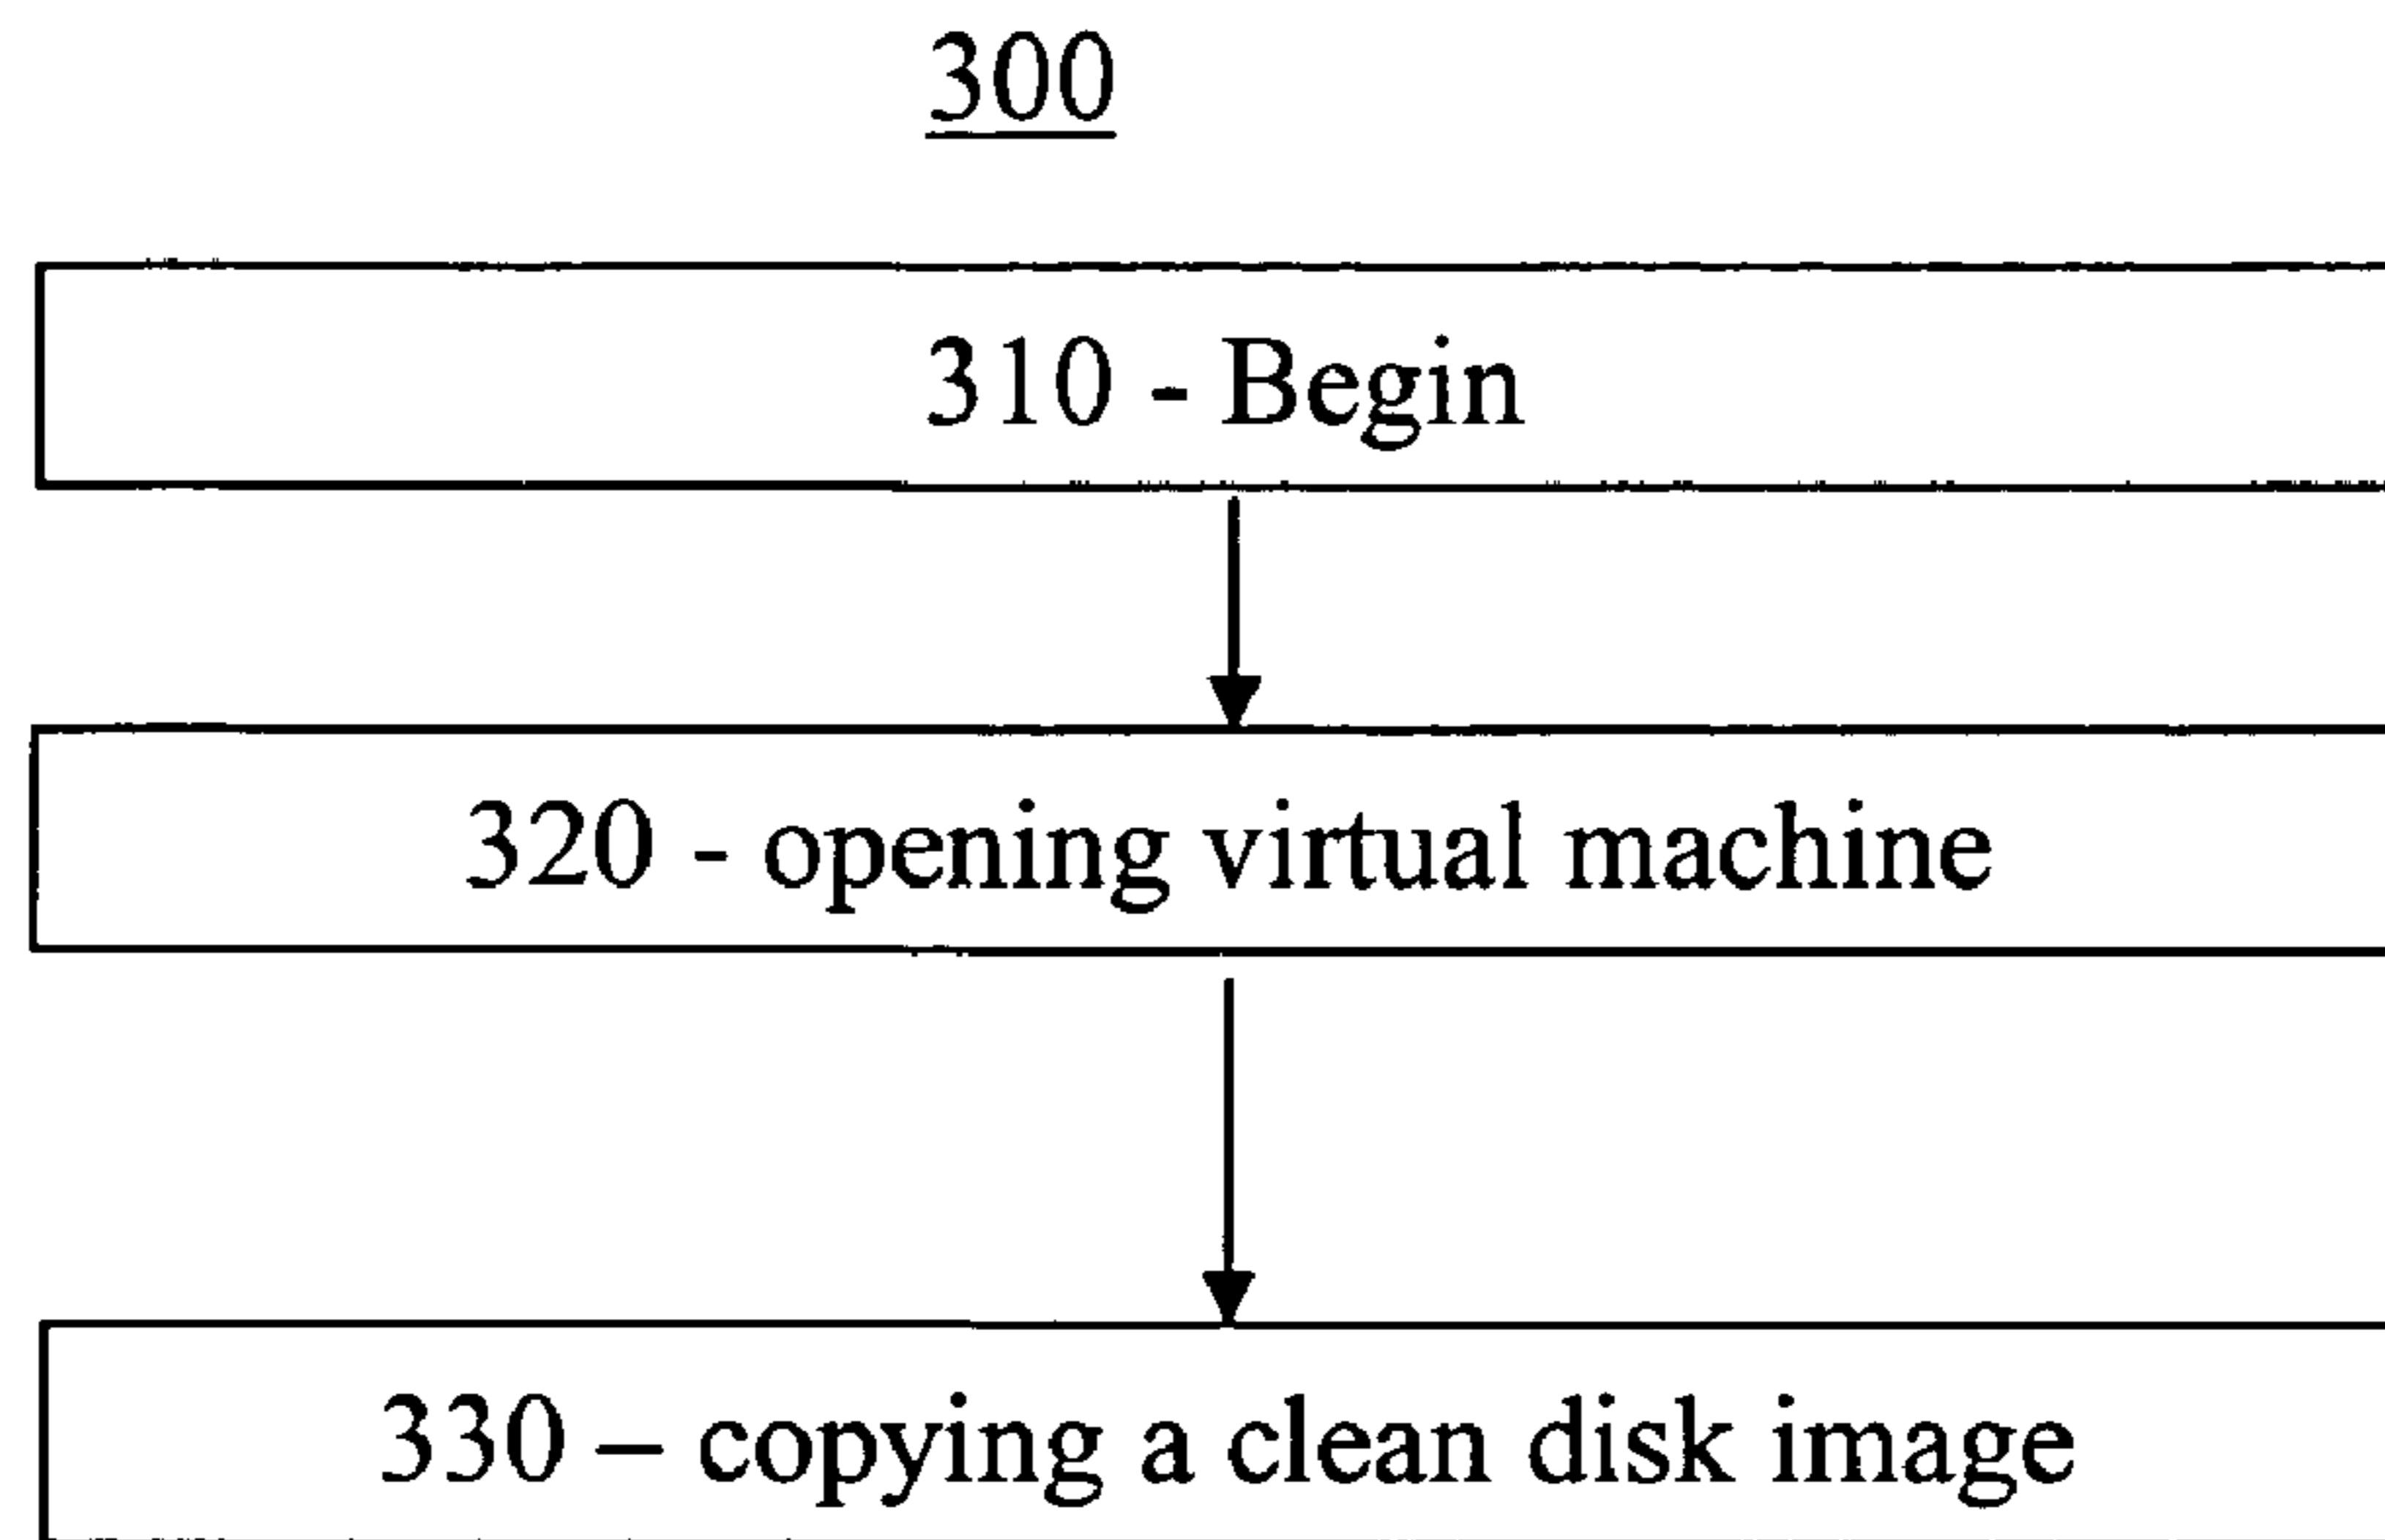 300
310 - Begin
320 - opening virtual machine
330 – copying a clean disk image